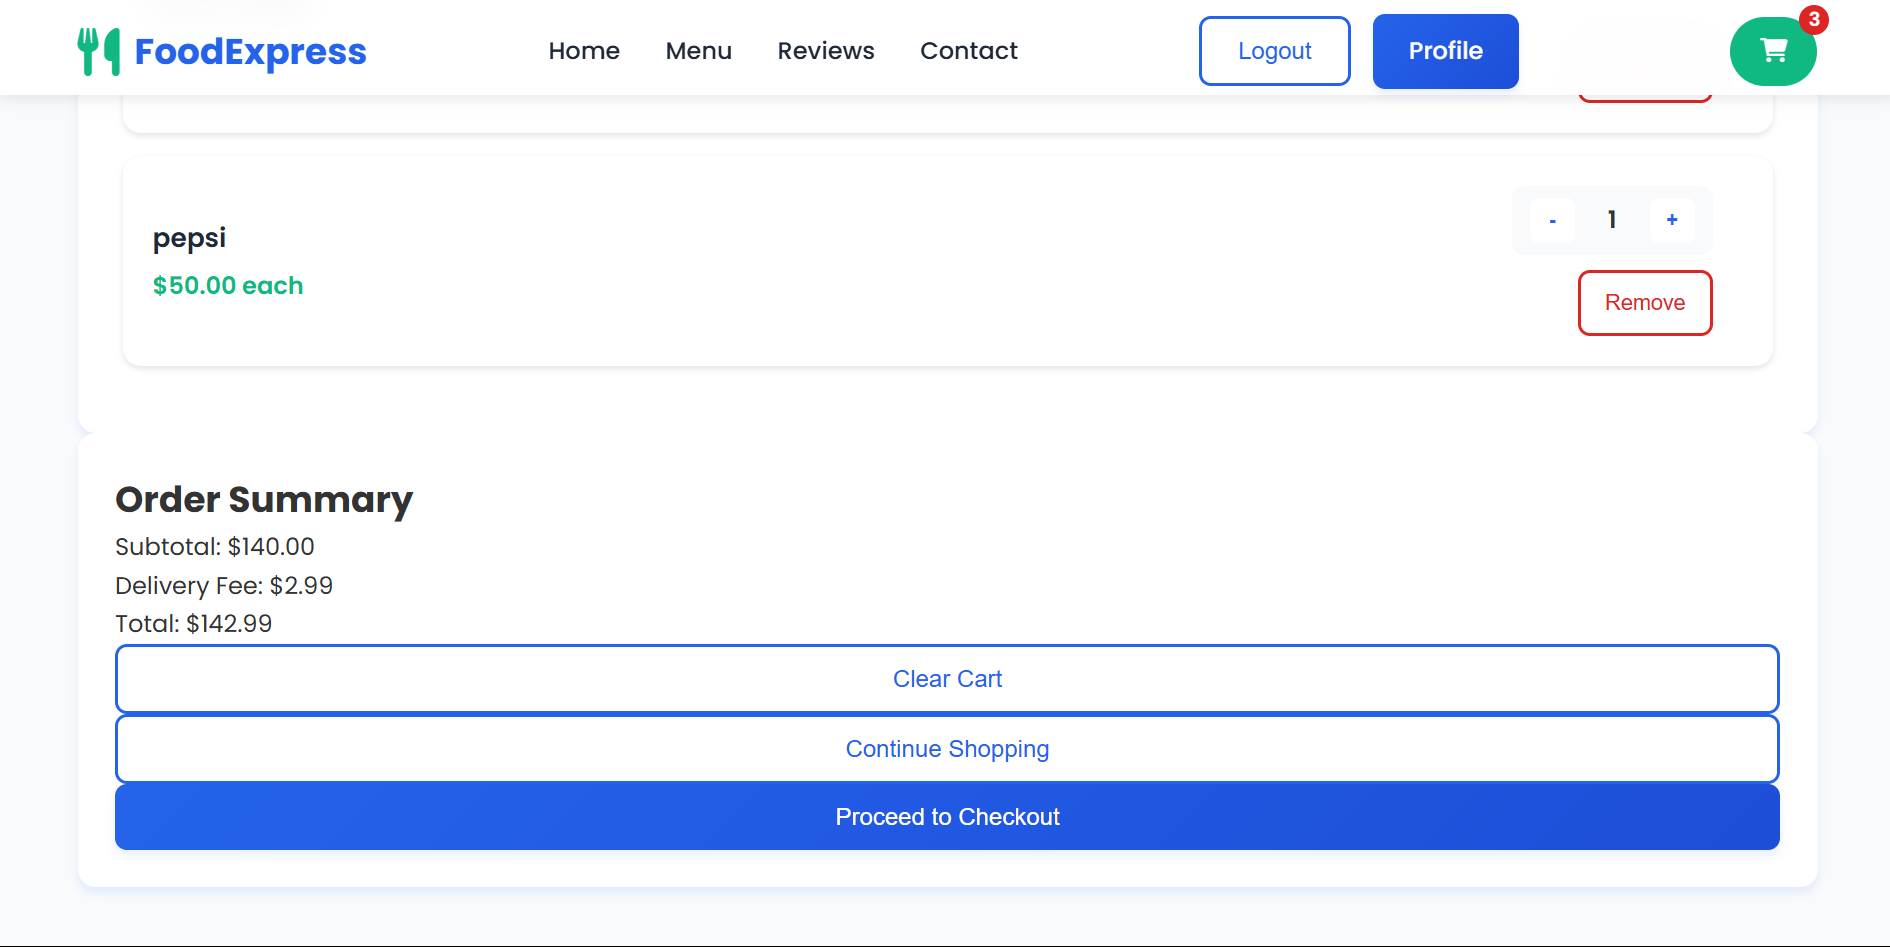 FoodExpress
Home Menu Reviews Contact
Logout
Profile
3
pepsi
$50.00 each
- 1 +
Remove
Order Summary
Subtotal: $140.00
Delivery Fee: $2.99
Total: $142.99
Clear Cart
Continue Shopping
Proceed to Checkout